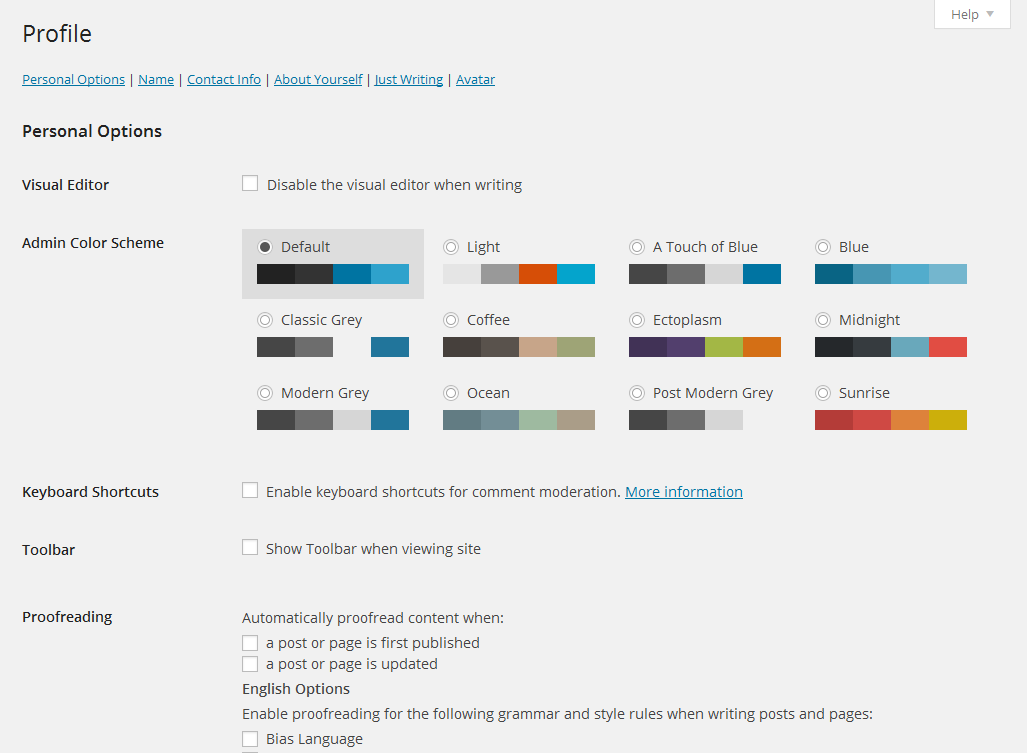 Help
Profile
Personal Options | Name | Contact Info | About Yourself | Just Writing | Avatar
Personal Options
Visual Editor Disable the visual editor when writing
Admin Color Scheme Default Light A Touch of Blue Blue
Classic Grey Coffee Ectoplasm Midnight
Modern Grey Ocean Post Modern Grey Sunrise
Keyboard Shortcuts Enable keyboard shortcuts for comment moderation. More information
Toolbar Show Toolbar when viewing site
Proofreading Automatically proofread content when:
a post or page is first published
a post or page is updated
English Options
Enable proofreading for the following grammar and style rules when writing posts and pages:
Bias Language